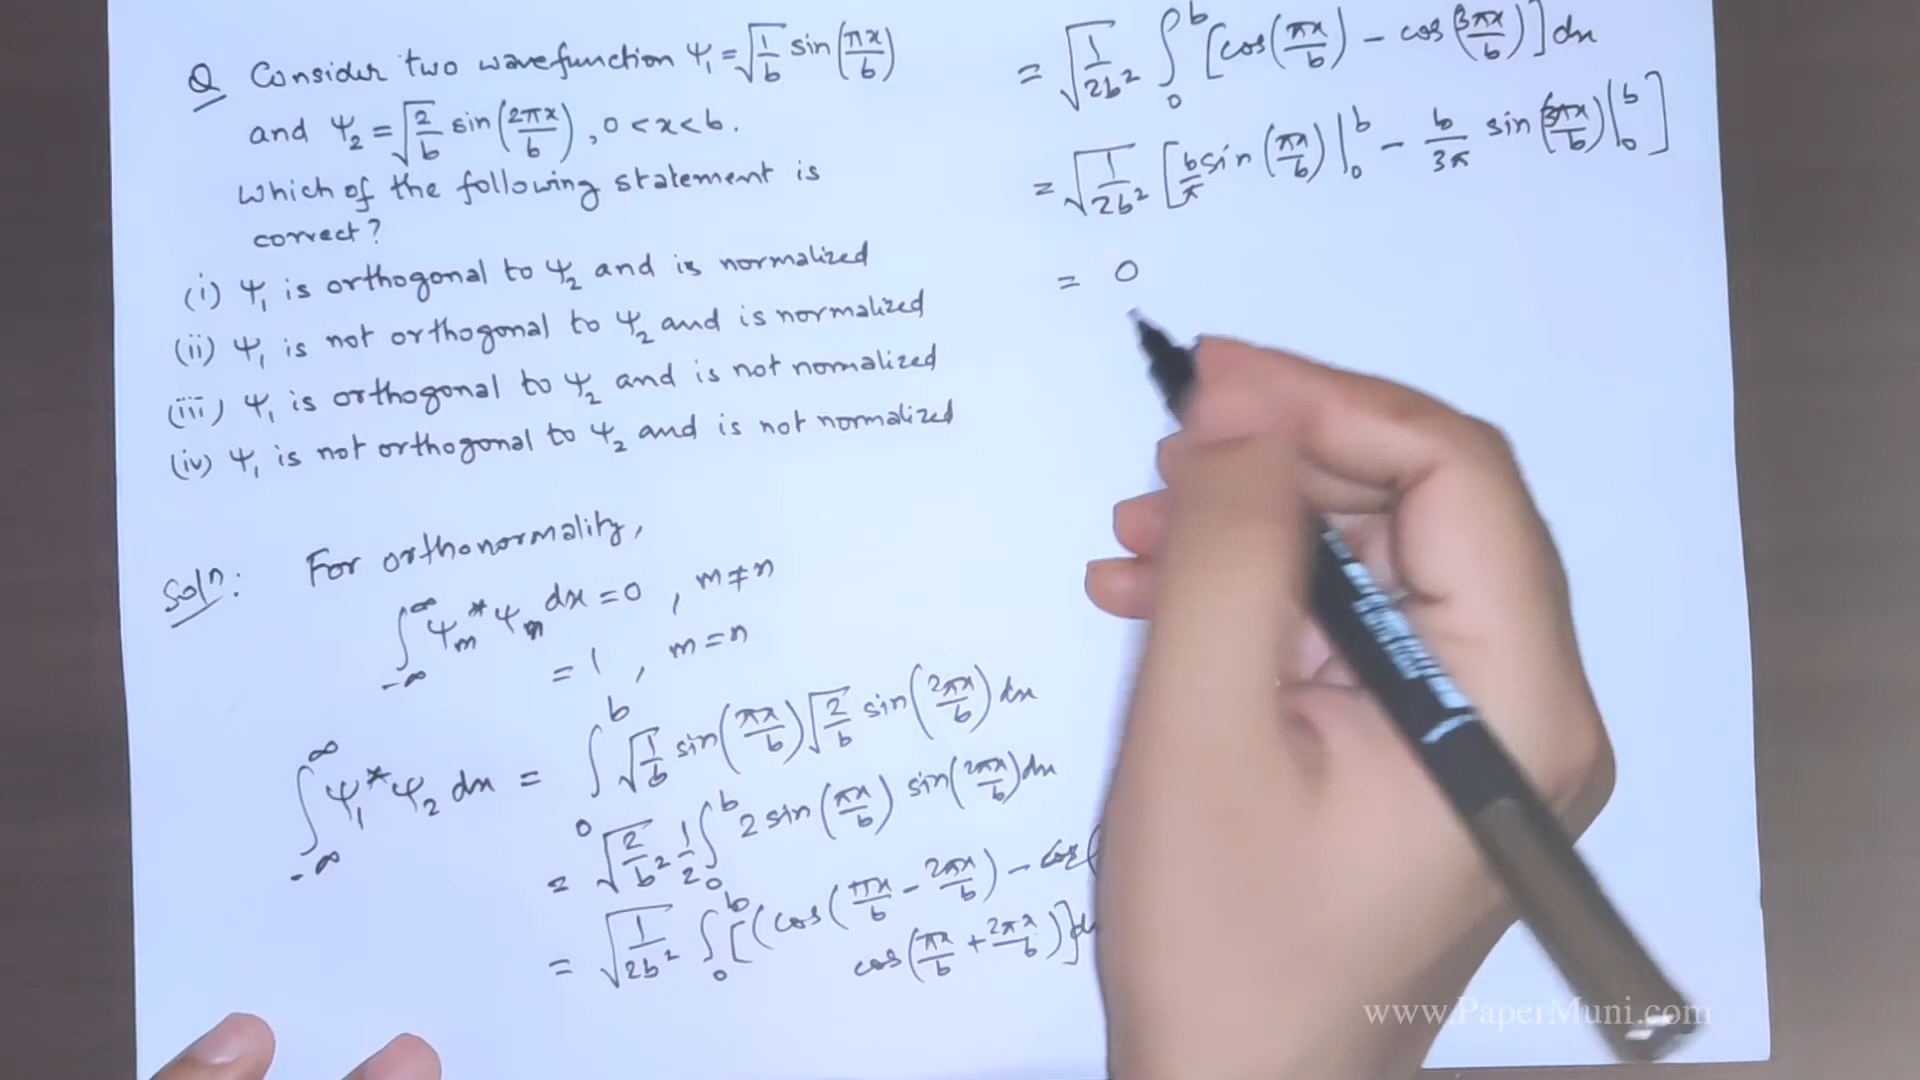 Q Consider two wavefunction Ψ₁ = √(1/b) sin(πx/b)
and Ψ₂ = √(2/b) sin(2πx/b), 0 < x < b.
Which of the following statement is
correct?
(i) Ψ₁ is orthogonal to Ψ₂ and is normalized
(ii) Ψ₁ is not orthogonal to Ψ₂ and is normalized
(iii) Ψ₁ is orthogonal to Ψ₂ and is not nomalized
(iv) Ψ₁ is not orthogonal to Ψ₂ and is not normalized
Solⁿ: For orthonormality,
∫_{-∞}^{∞} Ψₘ* Ψₙ dx = 0 , m ≠ n
= 1 , m = n
∫_{-∞}^{∞} Ψ₁* Ψ₂ dx = ∫_0^b √(1/b) sin(πx/b) √(2/b) sin(2πx/b) dx
= √(2/b²) 1/2 ∫_0^b 2 sin(πx/b) sin(2πx/b) dx
= √(1/2b²) ∫_0^b [(cos(πx/b - 2πx/b) - cos(
cos(πx/b + 2πx/b)] d
= √(1/2b²) ∫_0^b [cos(πx/b) - cos(3πx/b)] dx
= √(1/2b²) [b/π sin(πx/b)|_0^b - b/3π sin(3πx/b)|_0^b]
= 0
www.PaperMuni.com